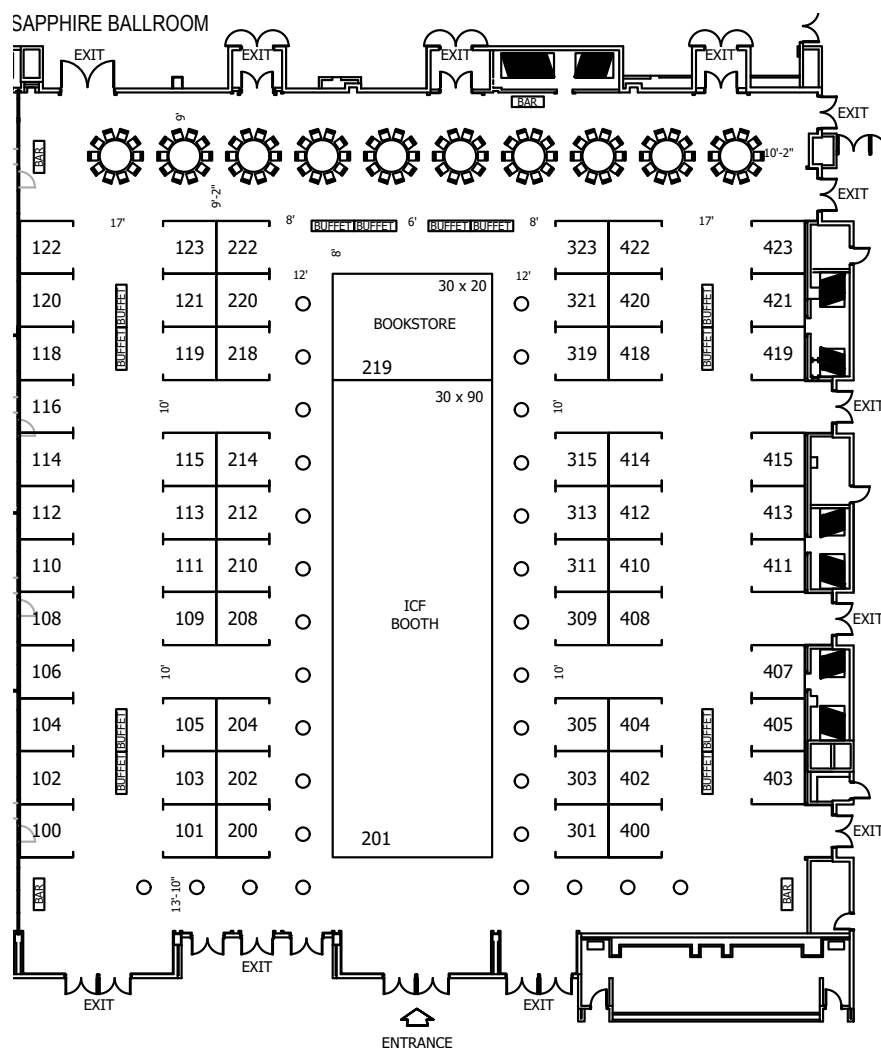 SAPPHIRE BALLROOM
EXIT
EXIT
EXIT
EXIT
BAR
EXIT
9'
BAR
10'-2"
EXIT
9'-2"
17'
8'
BUFFET BUFFET
6'
BUFFET BUFFET
8'
17'
122 123 222 323 422 423
8'
12'
30 x 20
12'
120 BUFFET 121 220 321 420 BUFFET 421
BOOKSTORE
118 BUFFET 119 218 319 418 BUFFET 419
219
30 x 90
116 10' 10' EXIT
114 115 214 315 414 415
112 113 212 313 412 413
110 111 210 311 410 411
ICF
BOOTH
108 109 208 309 408 EXIT
106 10' 10' 407
104 BUFFET 105 204 305 404 BUFFET 405
102 BUFFET 103 202 303 402 BUFFET 403
100 101 200 201 301 400 EXIT
BAR
13'-10"
BAR
EXIT
EXIT
EXIT
ENTRANCE